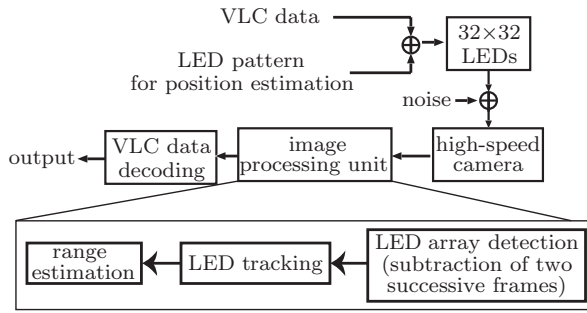 VLC data
LED pattern
for position estimation
32×32
LEDs
noise
high-speed
camera
image
processing unit
VLC data
decoding
output
LED array detection
(subtraction of two
successive frames)
LED tracking
range
estimation